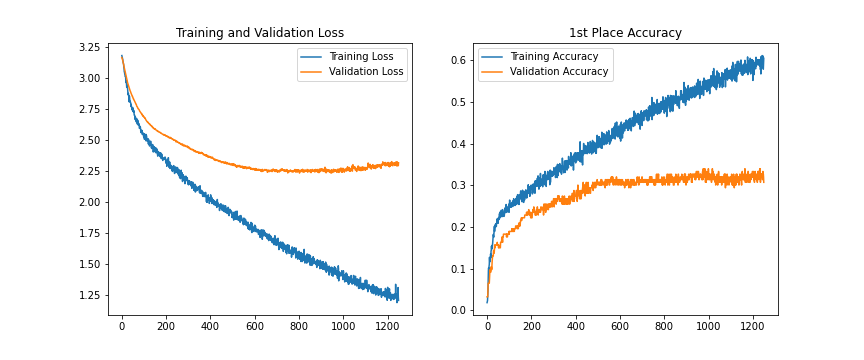 Training and Validation Loss
Training Loss
Validation Loss
3.25
3.00
2.75
2.50
2.25
2.00
1.75
1.50
1.25
0 200 400 600 800 1000 1200
1st Place Accuracy
Training Accuracy
Validation Accuracy
0.6
0.5
0.4
0.3
0.2
0.1
0.0
0 200 400 600 800 1000 1200